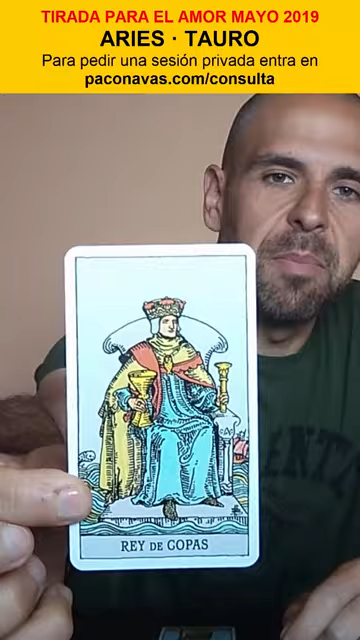 TIRADA PARA EL AMOR MAYO 2019
ARIES · TAURO
Para pedir una sesión privada entra en
paconavas.com/consulta
REY DE COPAS